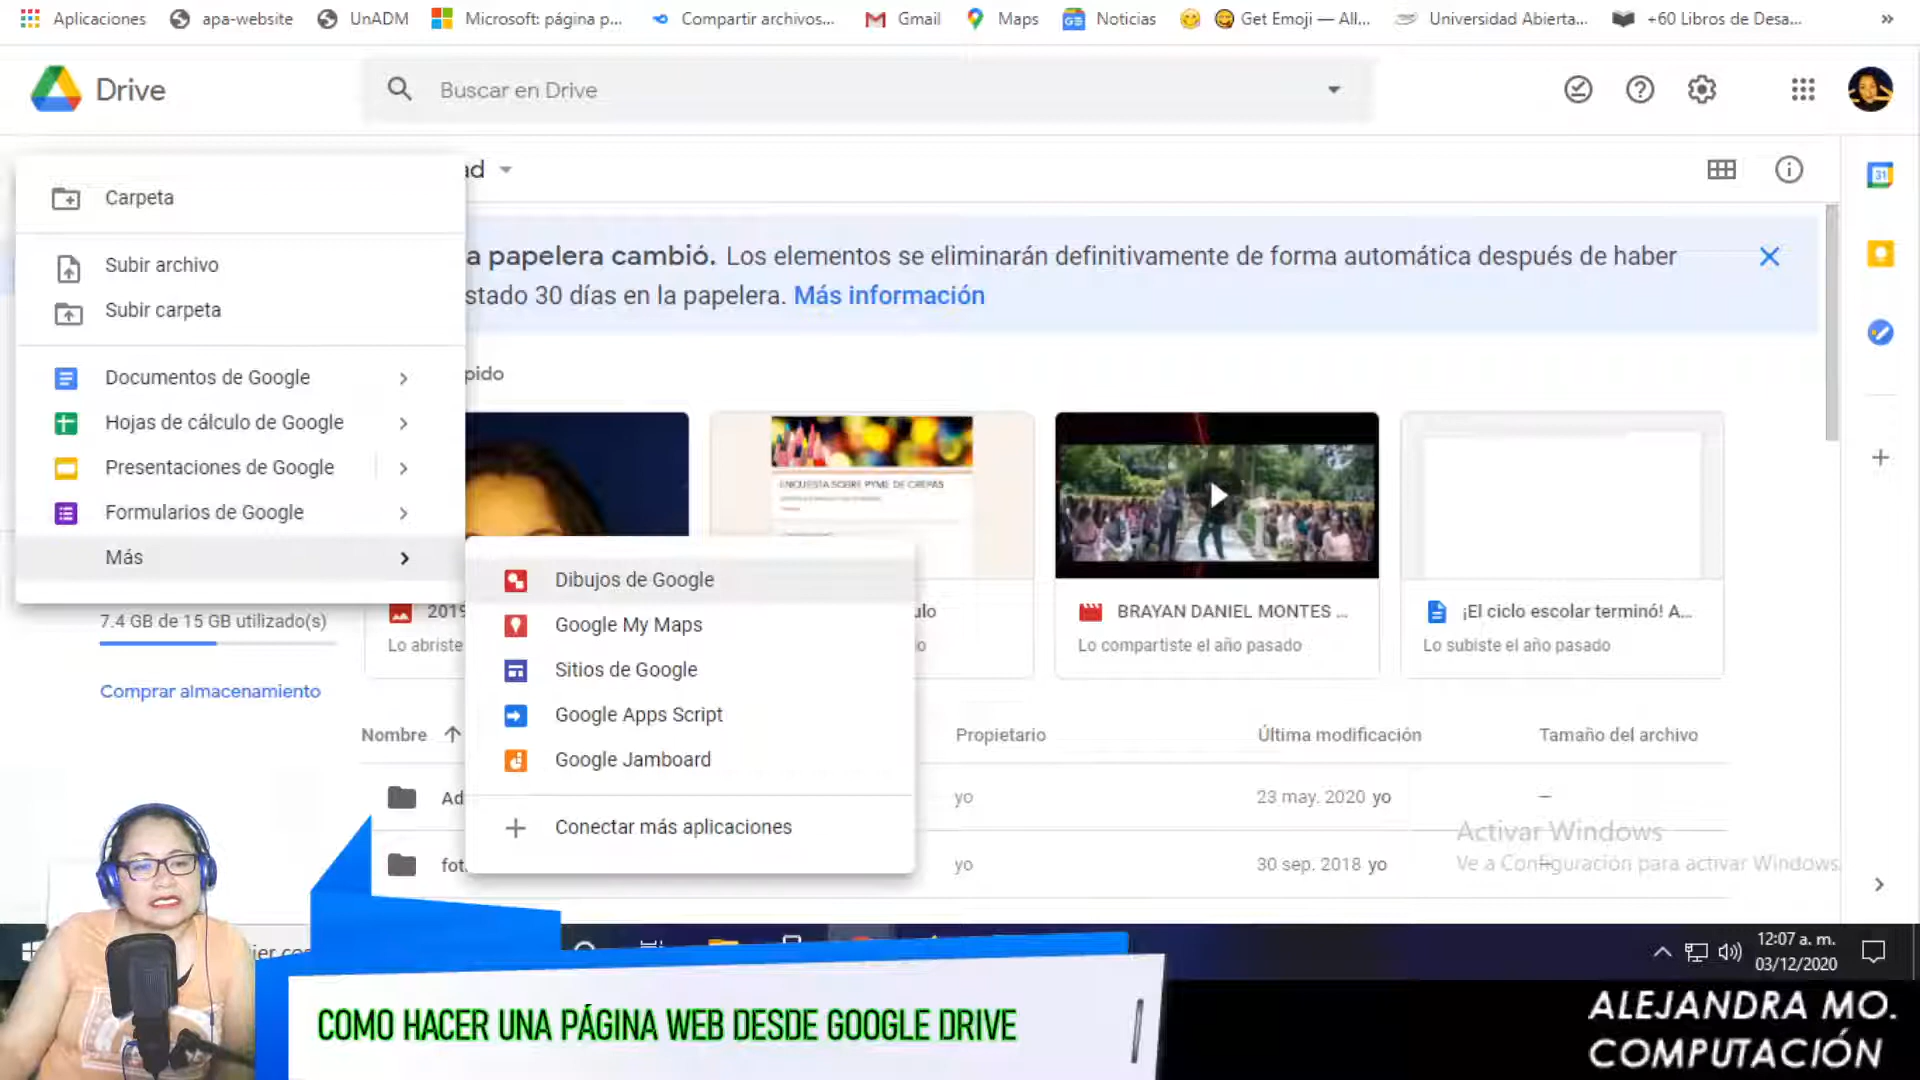 Aplicaciones
apa-website
UnADM
Microsoft: página p...
Compartir archivos...
Gmail
Maps
Noticias
Get Emoji — All...
Universidad Abierta...
+60 Libros de Desa...
»
Drive
Buscar en Drive
ad
31
Carpeta
Subir archivo
Subir carpeta
Documentos de Google
Hojas de cálculo de Google
Presentaciones de Google
Formularios de Google
Más
a papelera cambió. Los elementos se eliminarán definitivamente de forma automática después de haber
stado 30 días en la papelera. Más información
pido
ENCUESTA SOBRE PYME DE CREPAS
Dibujos de Google
Google My Maps
Sitios de Google
Google Apps Script
Google Jamboard
Conectar más aplicaciones
7.4 GB de 15 GB utilizado(s)
Comprar almacenamiento
2019
Lo abriste
ulo
o
BRAYAN DANIEL MONTES ...
Lo compartiste el año pasado
¡El ciclo escolar terminó! A...
Lo subiste el año pasado
Nombre
Propietario
Última modificación
Tamaño del archivo
Ad
yo
23 may. 2020 yo
—
fot
yo
30 sep. 2018 yo
—
Activar Windows
Ve a Configuración para activar Windows.
ier co
12:07 a. m.
03/12/2020
COMO HACER UNA PÁGINA WEB DESDE GOOGLE DRIVE
ALEJANDRA MO.
COMPUTACIÓN